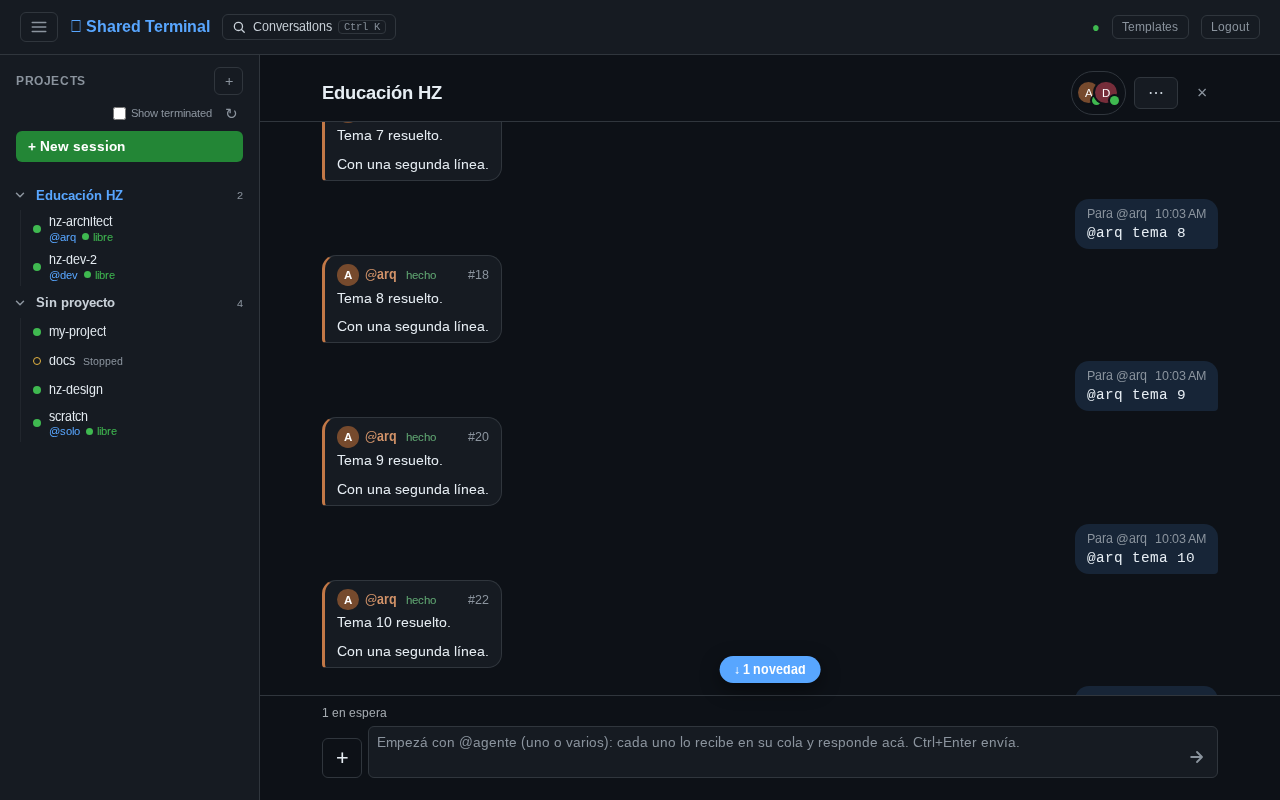 Shared Terminal
Conversations Ctrl K
Templates
Logout
PROJECTS
+
Show terminated ↻
+ New session
Educación HZ 2
hz-architect
@arq libre
hz-dev-2
@dev libre
Sin proyecto 4
my-project
docs Stopped
hz-design
scratch
@solo libre
Educación HZ
A D
⋯
×
Tema 7 resuelto.
Con una segunda línea.
Para @arq 10:03 AM
@arq tema 8
A @arq hecho #18
Tema 8 resuelto.
Con una segunda línea.
Para @arq 10:03 AM
@arq tema 9
A @arq hecho #20
Tema 9 resuelto.
Con una segunda línea.
Para @arq 10:03 AM
@arq tema 10
A @arq hecho #22
Tema 10 resuelto.
Con una segunda línea.
↓ 1 novedad
1 en espera
+
Empezá con @agente (uno o varios): cada uno lo recibe en su cola y responde acá. Ctrl+Enter envía.